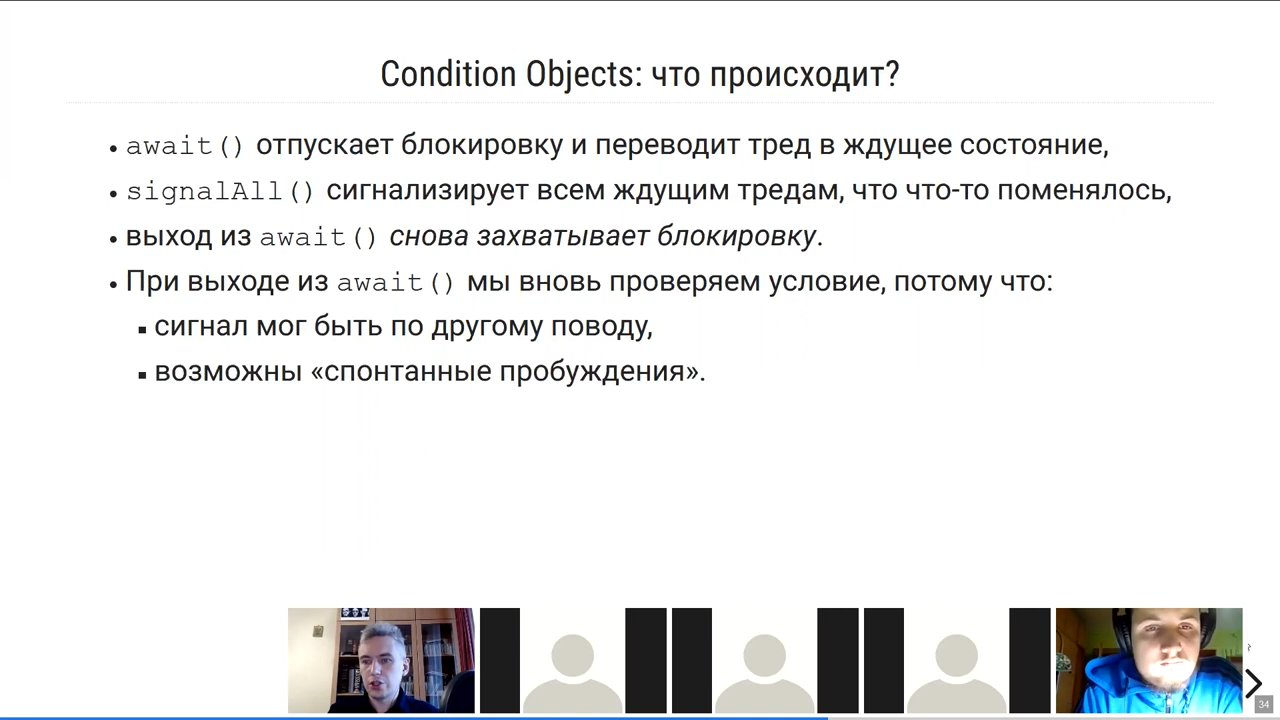 Condition Objects: что происходит?
• await() отпускает блокировку и переводит тред в ждущее состояние,
• signalAll() сигнализирует всем ждущим тредам, что что-то поменялось,
• выход из await() снова захватывает блокировку.
• При выходе из await() мы вновь проверяем условие, потому что:
▪ сигнал мог быть по другому поводу,
▪ возможны «спонтанные пробуждения».
34